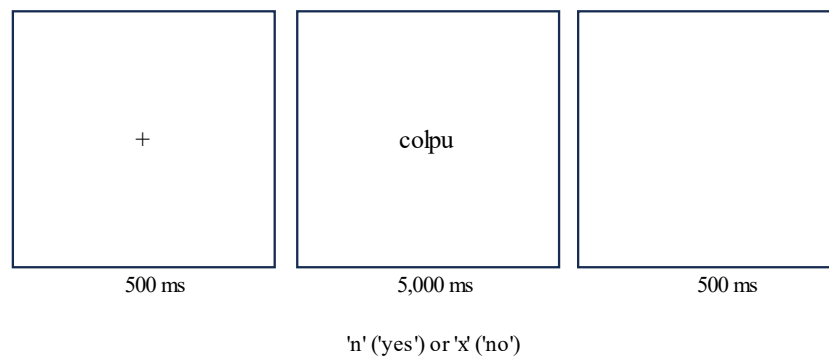 +
colpu
500 ms
5,000 ms
500 ms
'n' ('yes') or 'x' ('no')